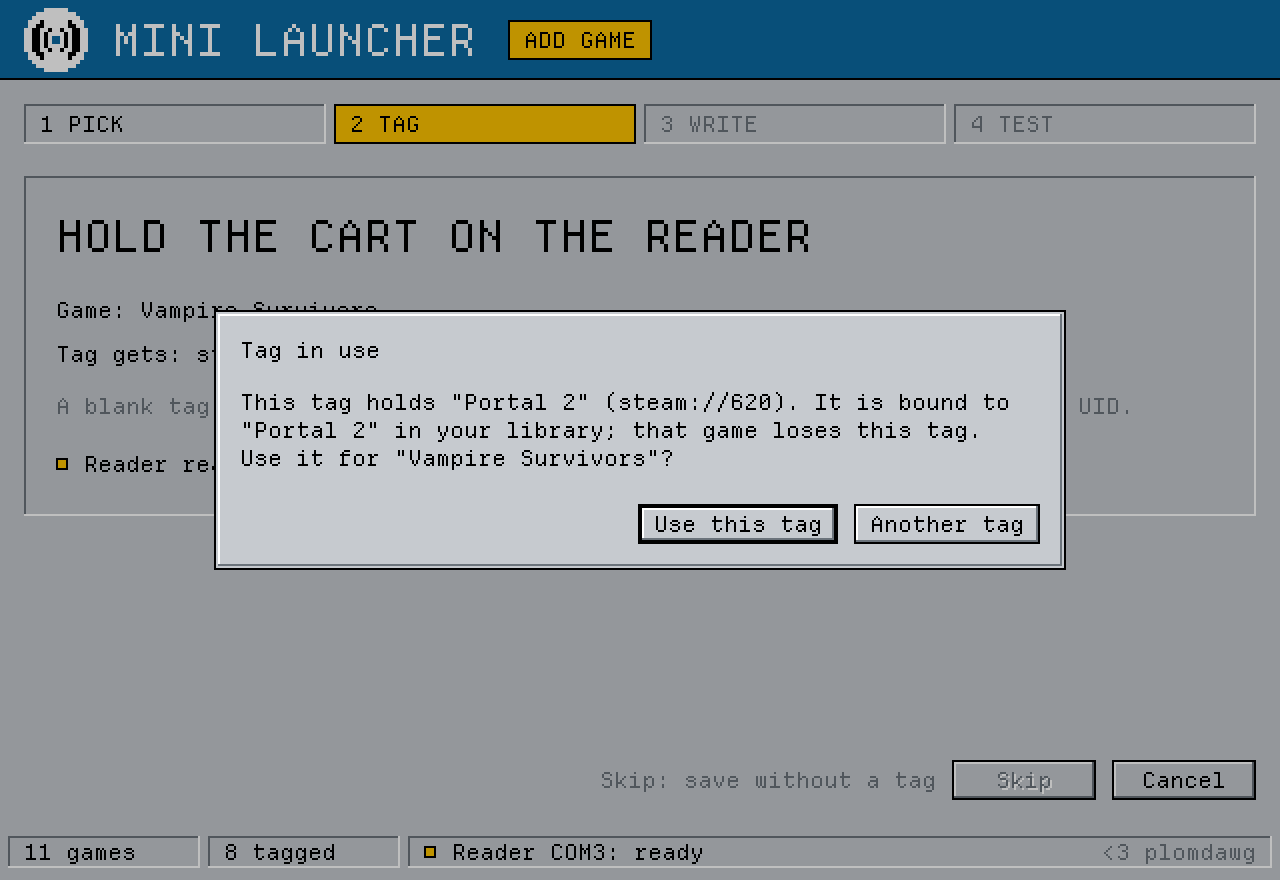 MINI LAUNCHER
ADD GAME
1 PICK
2 TAG
3 WRITE
4 TEST
HOLD THE CART ON THE READER
Game: Vampire Survivors
Tag gets:
A blank tag
UID.
Reader
Tag in use
This tag holds "Portal 2" (steam://620). It is bound to
"Portal 2" in your library; that game loses this tag.
Use it for "Vampire Survivors"?
Use this tag
Another tag
Skip: save without a tag
Skip
Cancel
11 games
8 tagged
Reader COM3: ready
<3 plomdawg